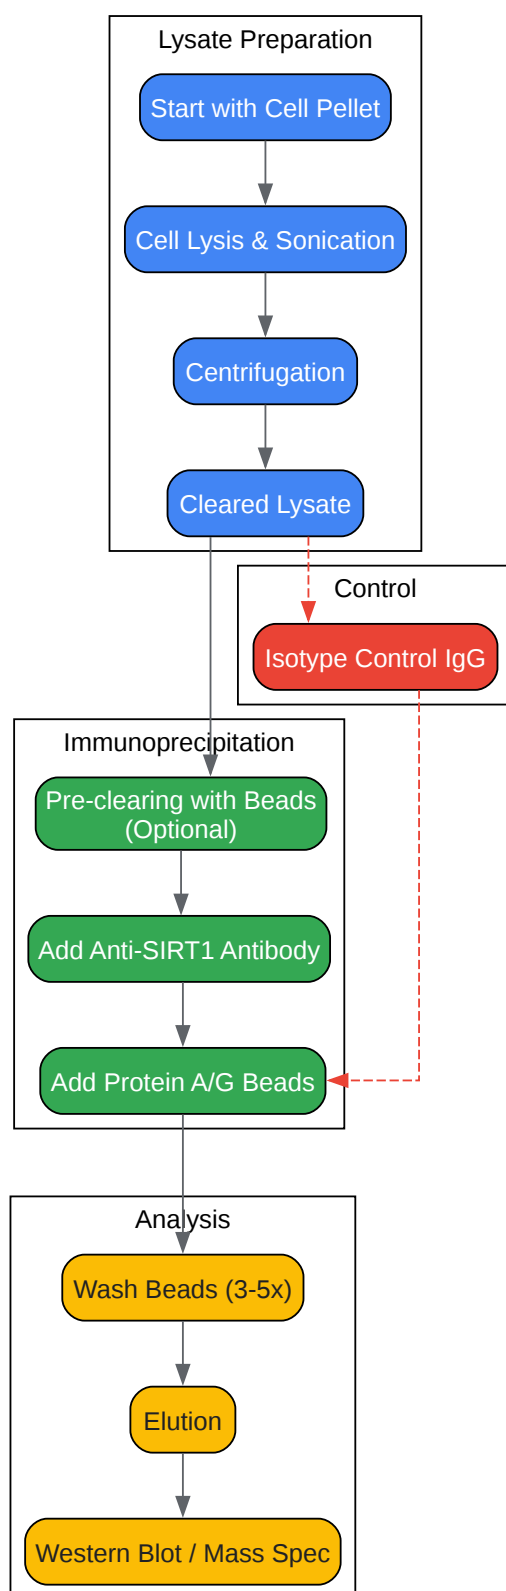 Lysate Preparation
Start with Cell Pellet
Cell Lysis & Sonication
Centrifugation
Cleared Lysate
Control
Isotype Control IgG
Immunoprecipitation
Pre-clearing with Beads
(Optional)
Add Anti-SIRT1 Antibody
Add Protein A/G Beads
Analysis
Wash Beads (3-5x)
Elution
Western Blot / Mass Spec